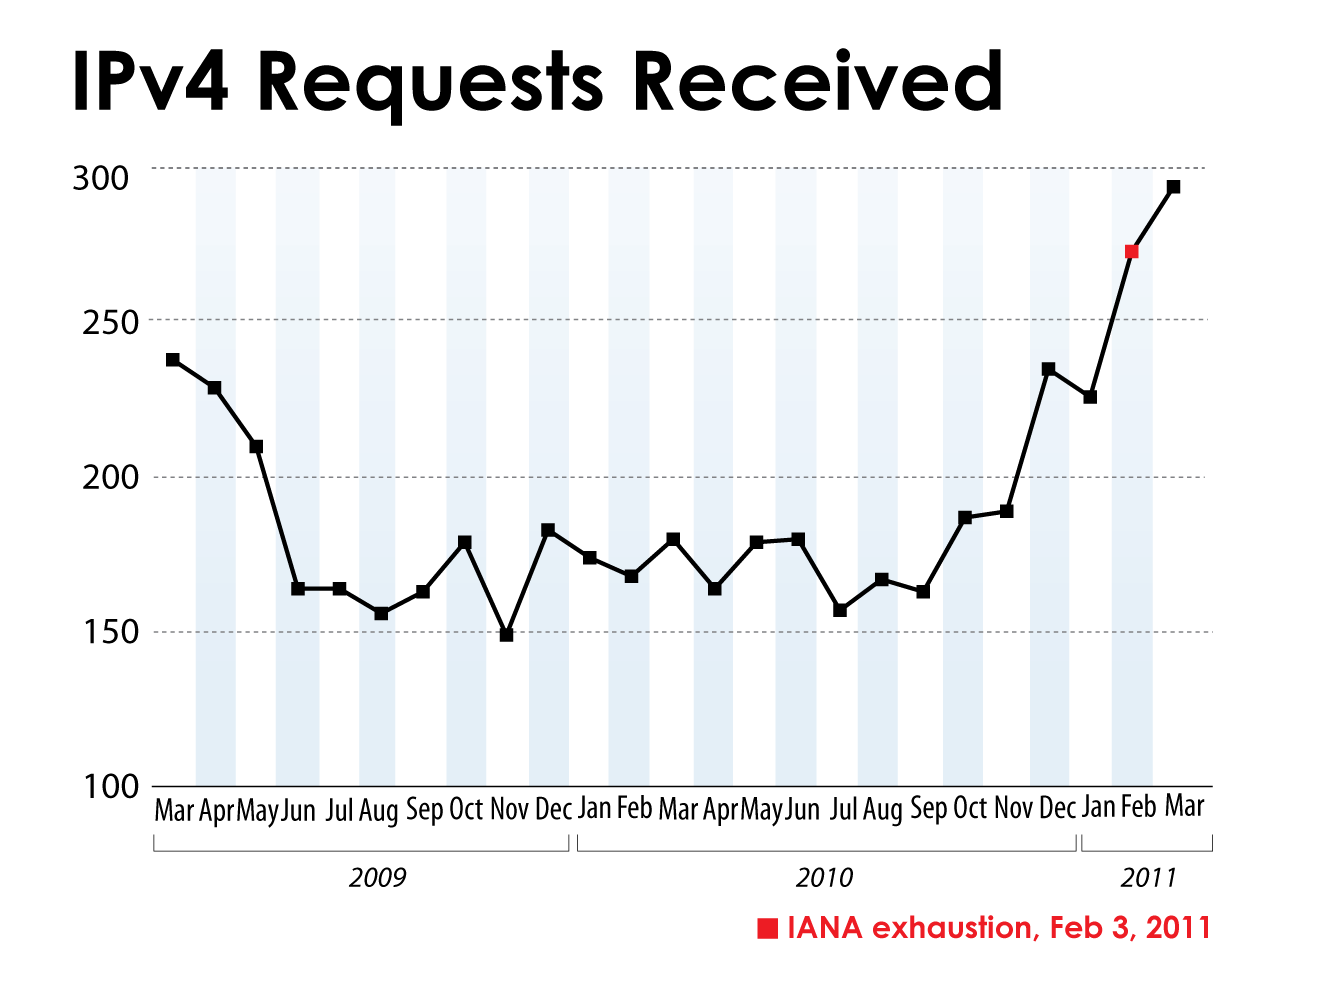 IPv4 Requests Received
300
250
200
150
100
Mar Apr May Jun Jul Aug Sep Oct Nov Dec Jan Feb Mar Apr May Jun Jul Aug Sep Oct Nov Dec Jan Feb Mar
2009 2010 2011
IANA exhaustion, Feb 3, 2011